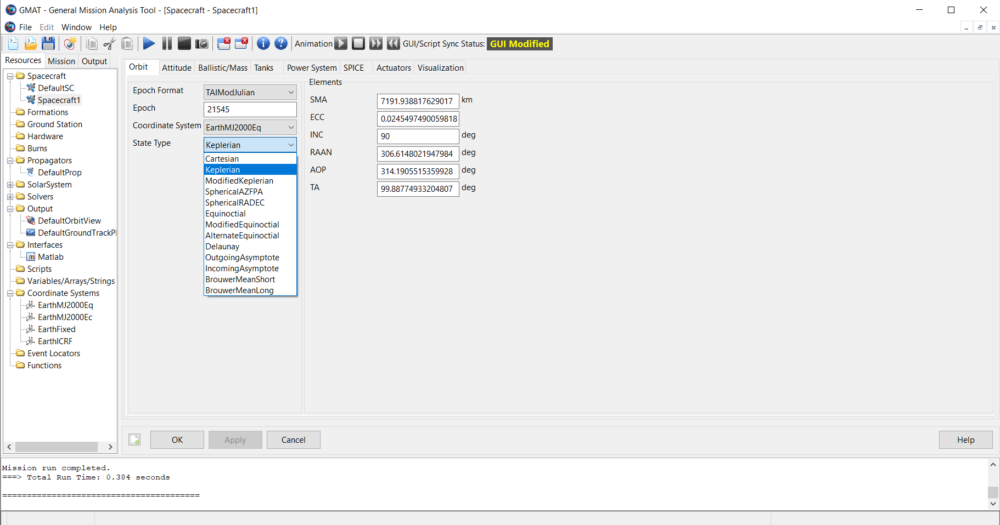 GMAT - General Mission Analysis Tool - [Spacecraft - Spacecraft1]
File Edit Window Help
Animation GUI/Script Sync Status: GUI Modified
Resources Mission Output
Spacecraft
DefaultSC
Spacecraft1
Formations
Ground Station
Hardware
Burns
Propagators
DefaultProp
SolarSystem
Solvers
Output
DefaultOrbitView
DefaultGroundTrackPl
Interfaces
Matlab
Scripts
Variables/Arrays/Strings
Coordinate Systems
EarthMJ2000Eq
EarthMJ2000Ec
EarthFixed
EarthICRF
Event Locators
Functions
Orbit Attitude Ballistic/Mass Tanks Power System SPICE Actuators Visualization
Epoch Format TAIModJulian
Epoch 21545
Coordinate System EarthMJ2000Eq
State Type Keplerian
Cartesian
Keplerian
ModifiedKeplerian
SphericalAZFPA
SphericalRADEC
Equinoctial
ModifiedEquinoctial
AlternateEquinoctial
Delaunay
OutgoingAsymptote
IncomingAsymptote
BrouwerMeanShort
BrouwerMeanLong
Elements
SMA 7191.938817629017 km
ECC 0.0245497490059818
INC 90 deg
RAAN 306.6148021947984 deg
AOP 314.1905515359928 deg
TA 99.88774933204807 deg
OK Apply Cancel Help
Mission run completed.
===> Total Run Time: 0.384 seconds
========================================